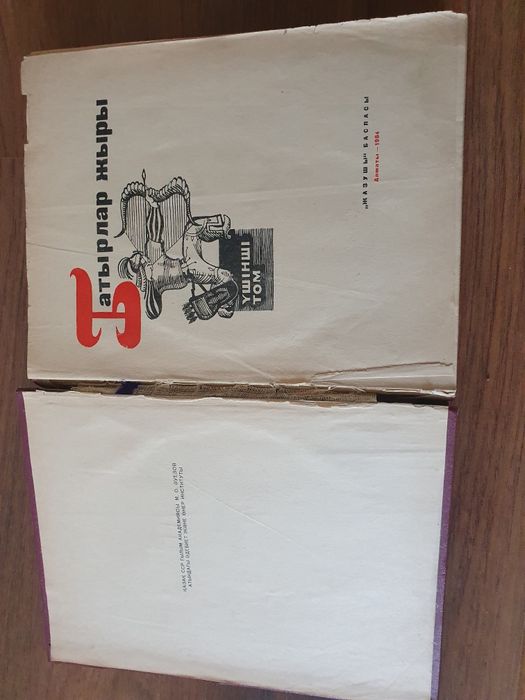 ҚАЗАҚ ССР ҒЫЛЫМ АКАДЕМИЯСЫ М. О. ӘУЕЗОВ
АТЫНДАҒЫ ӘДЕБИЕТ ЖӘНЕ ӨНЕР ИНСТИТУТЫ
Батырлар жыры
ҮШІНШІ
ТОМ
„ЖАЗУШЫ" БАСПАСЫ
Алматы — 1964